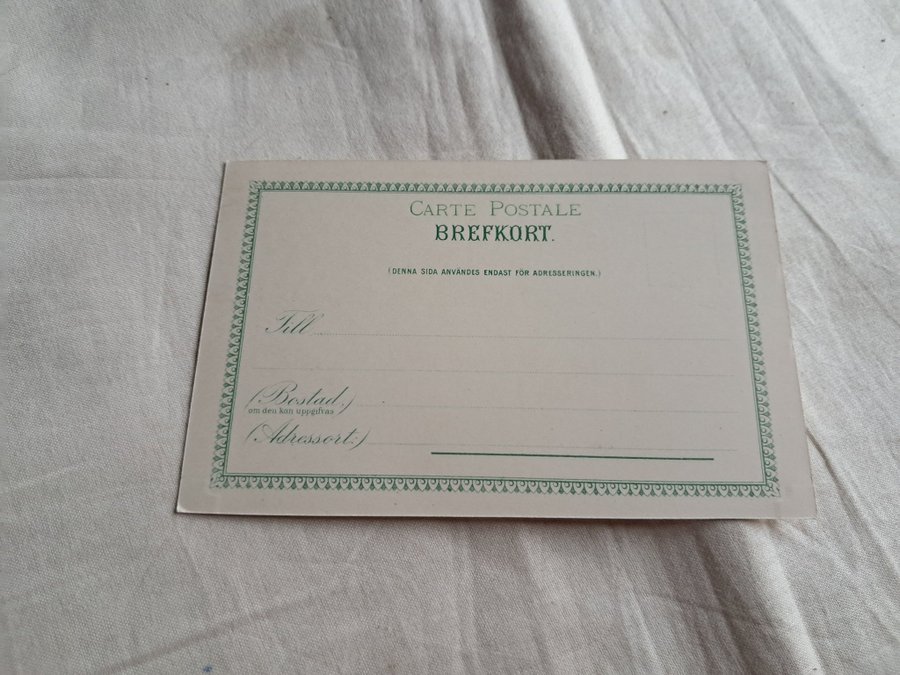 CARTE POSTALE
BREFKORT.
(DENNA SIDA ANVÄNDES ENDAST FÖR ADRESSERINGEN.)
Till
(Bostad.)
om den kan uppgifvas
(Adressort:)